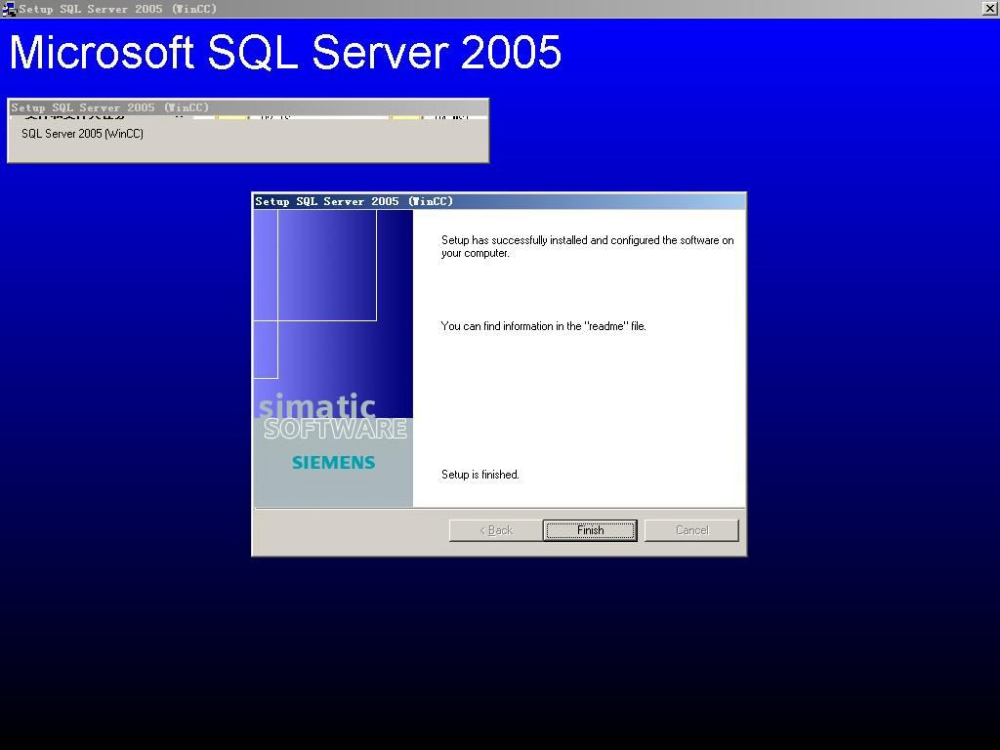 Setup SQL Server 2005 (WinCC)
Microsoft SQL Server 2005
Setup SQL Server 2005 (WinCC)
SQL Server 2005 (WinCC)
Setup SQL Server 2005 (WinCC)
Setup has successfully installed and configured the software on
your computer.
You can find information in the "readme" file.
simatic
SOFTWARE
SIEMENS
Setup is finished.
< Back
Finish
Cancel